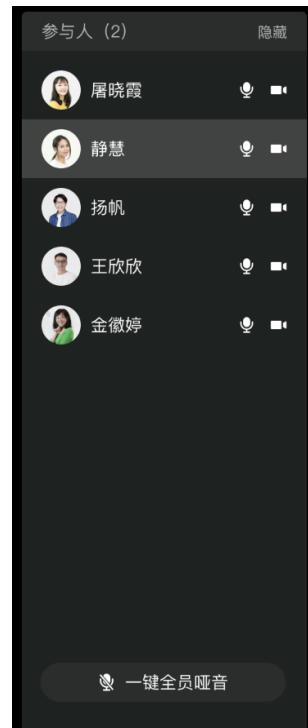 参与人（2） 隐藏
屠晓霞
静慧
扬帆
王欣欣
金徽婷
一键全员哑音